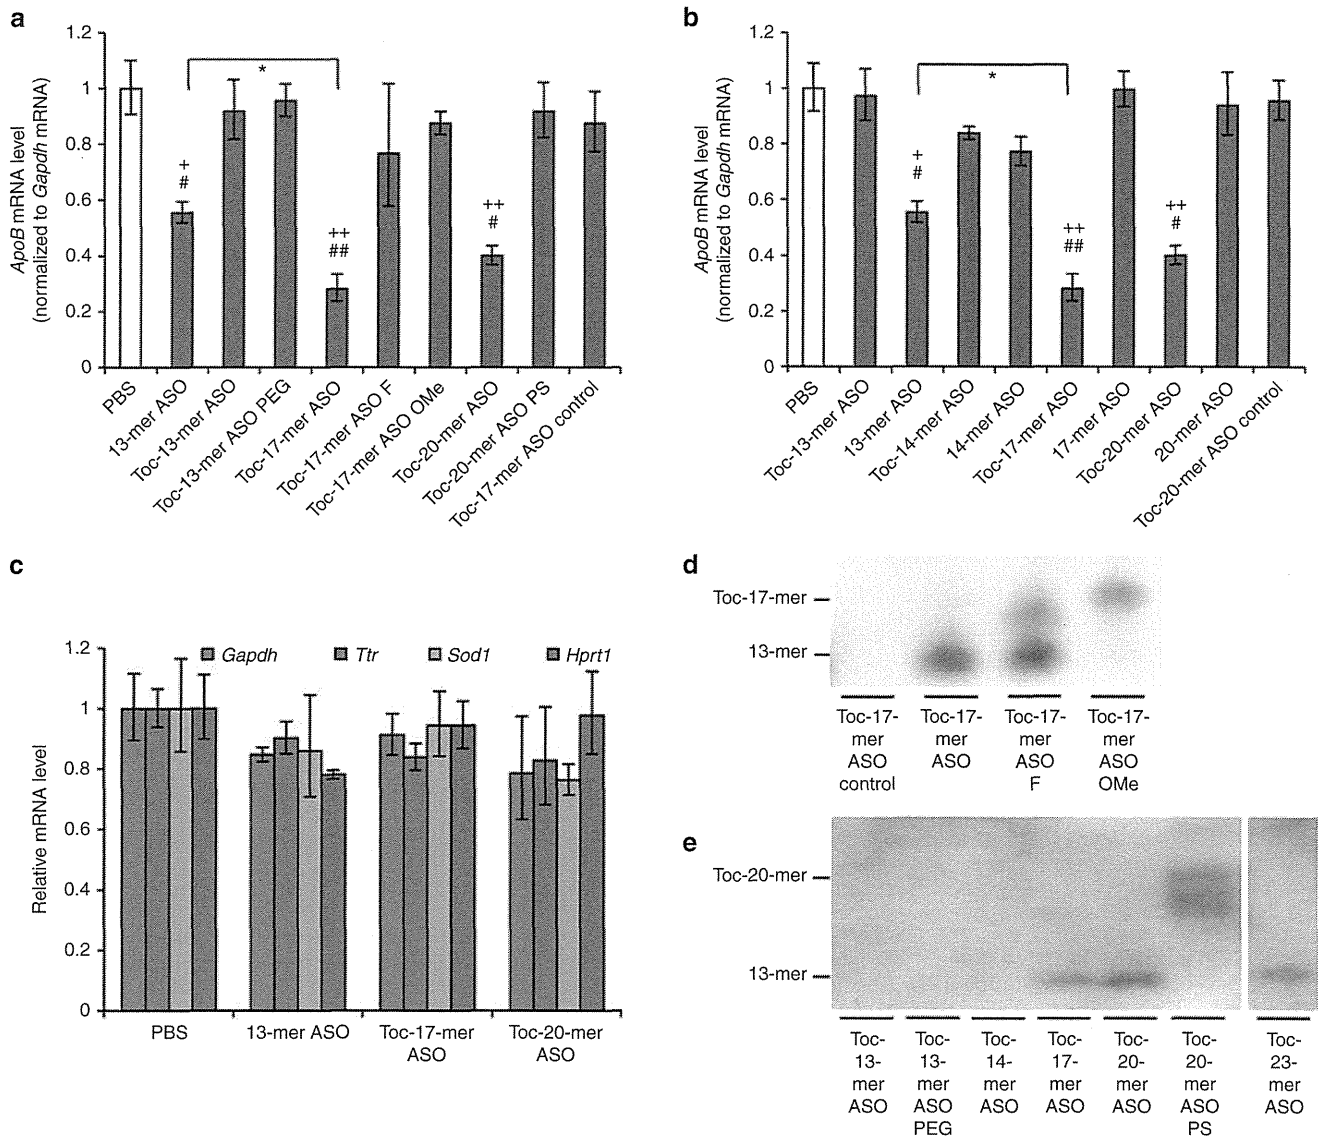 a
ApoB mRNA level
(normalized to Gapdh mRNA)
1.2
1
0.8
0.6
0.4
0.2
0
*
+
#
++
##
++
#
PBS
13-mer ASO
Toc-13-mer ASO
Toc-13-mer ASO PEG
Toc-17-mer ASO
Toc-17-mer ASO F
Toc-17-mer ASO OMe
Toc-20-mer ASO
Toc-20-mer ASO PS
Toc-17-mer ASO control
b
ApoB mRNA level
(normalized to Gapdh mRNA)
1.2
1.0
0.8
0.6
0.4
0.2
0
*
+
#
++
##
++
#
PBS
Toc-13-mer ASO
13-mer ASO
Toc-14-mer ASO
14-mer ASO
Toc-17-mer ASO
17-mer ASO
Toc-20-mer ASO
20-mer ASO
Toc-20-mer ASO control
c
Relative mRNA level
1.2
1
0.8
0.6
0.4
0.2
0
Gapdh
Ttr
Sod1
Hprt1
PBS
13-mer ASO
Toc-17-mer
ASO
Toc-20-mer
ASO
d
Toc-17-mer
13-mer
Toc-17-
mer
ASO
control
Toc-17-
mer
ASO
Toc-17-
mer
ASO
F
Toc-17-
mer
ASO
OMe
e
Toc-20-mer
13-mer
Toc-
13-
mer
ASO
Toc-
13-
mer
ASO
PEG
Toc-
14-
mer
ASO
Toc-
17-
mer
ASO
Toc-
20-
mer
ASO
Toc-
20-
mer
ASO
PS
Toc-
23-
mer
ASO